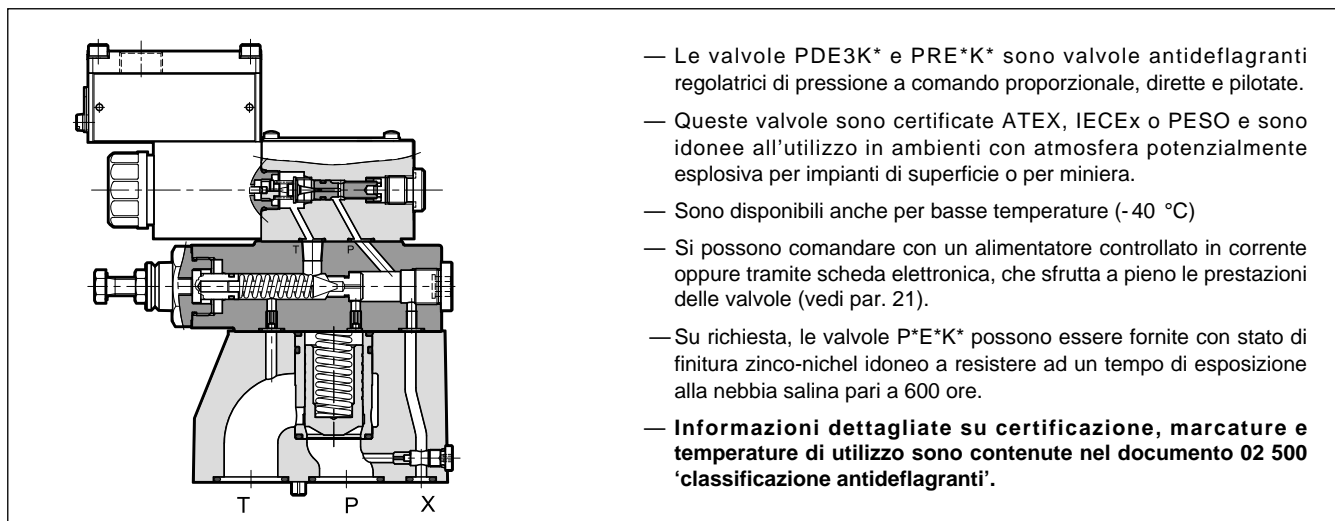 T
P
T
P
X
— Le valvole PDE3K* e PRE*K* sono valvole antideflagranti
regolatrici di pressione a comando proporzionale, dirette e pilotate.
— Queste valvole sono certificate ATEX, IECEx o PESO e sono
idonee all'utilizzo in ambienti con atmosfera potenzialmente
esplosiva per impianti di superficie o per miniera.
— Sono disponibili anche per basse temperature (- 40 °C)
— Si possono comandare con un alimentatore controllato in corrente
oppure tramite scheda elettronica, che sfrutta a pieno le prestazioni
delle valvole (vedi par. 21).
— Su richiesta, le valvole P*E*K* possono essere fornite con stato di
finitura zinco-nichel idoneo a resistere ad un tempo di esposizione
alla nebbia salina pari a 600 ore.
— Informazioni dettagliate su certificazione, marcature e
temperature di utilizzo sono contenute nel documento 02 500
‘classificazione antideflagranti’.